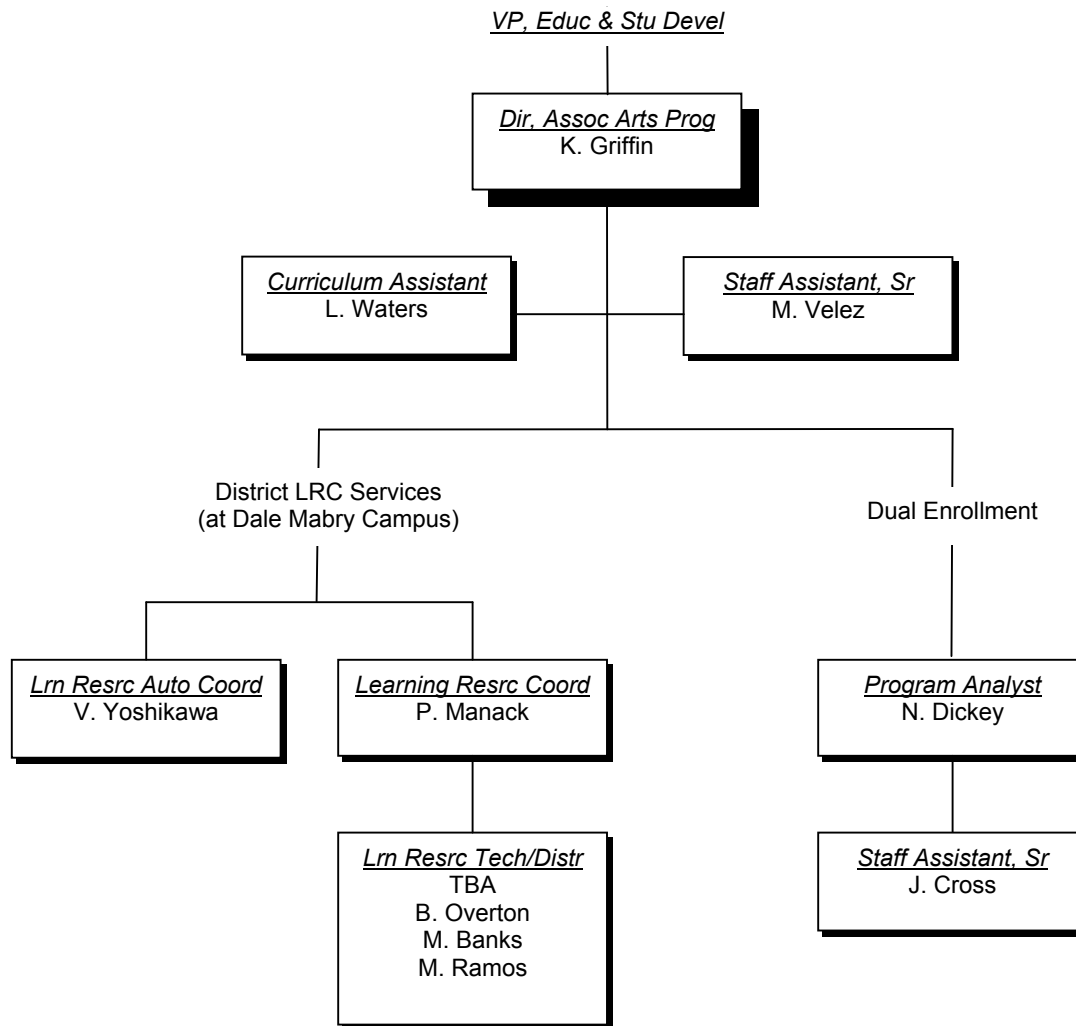 VP, Educ & Stu Devel
Dir, Assoc Arts Prog
K. Griffin
Curriculum Assistant
L. Waters
Staff Assistant, Sr
M. Velez
District LRC Services
(at Dale Mabry Campus)
Dual Enrollment
Lrn Resrc Auto Coord
V. Yoshikawa
Learning Resrc Coord
P. Manack
Program Analyst
N. Dickey
Lrn Resrc Tech/Distr
TBA
B. Overton
M. Banks
M. Ramos
Staff Assistant, Sr
J. Cross